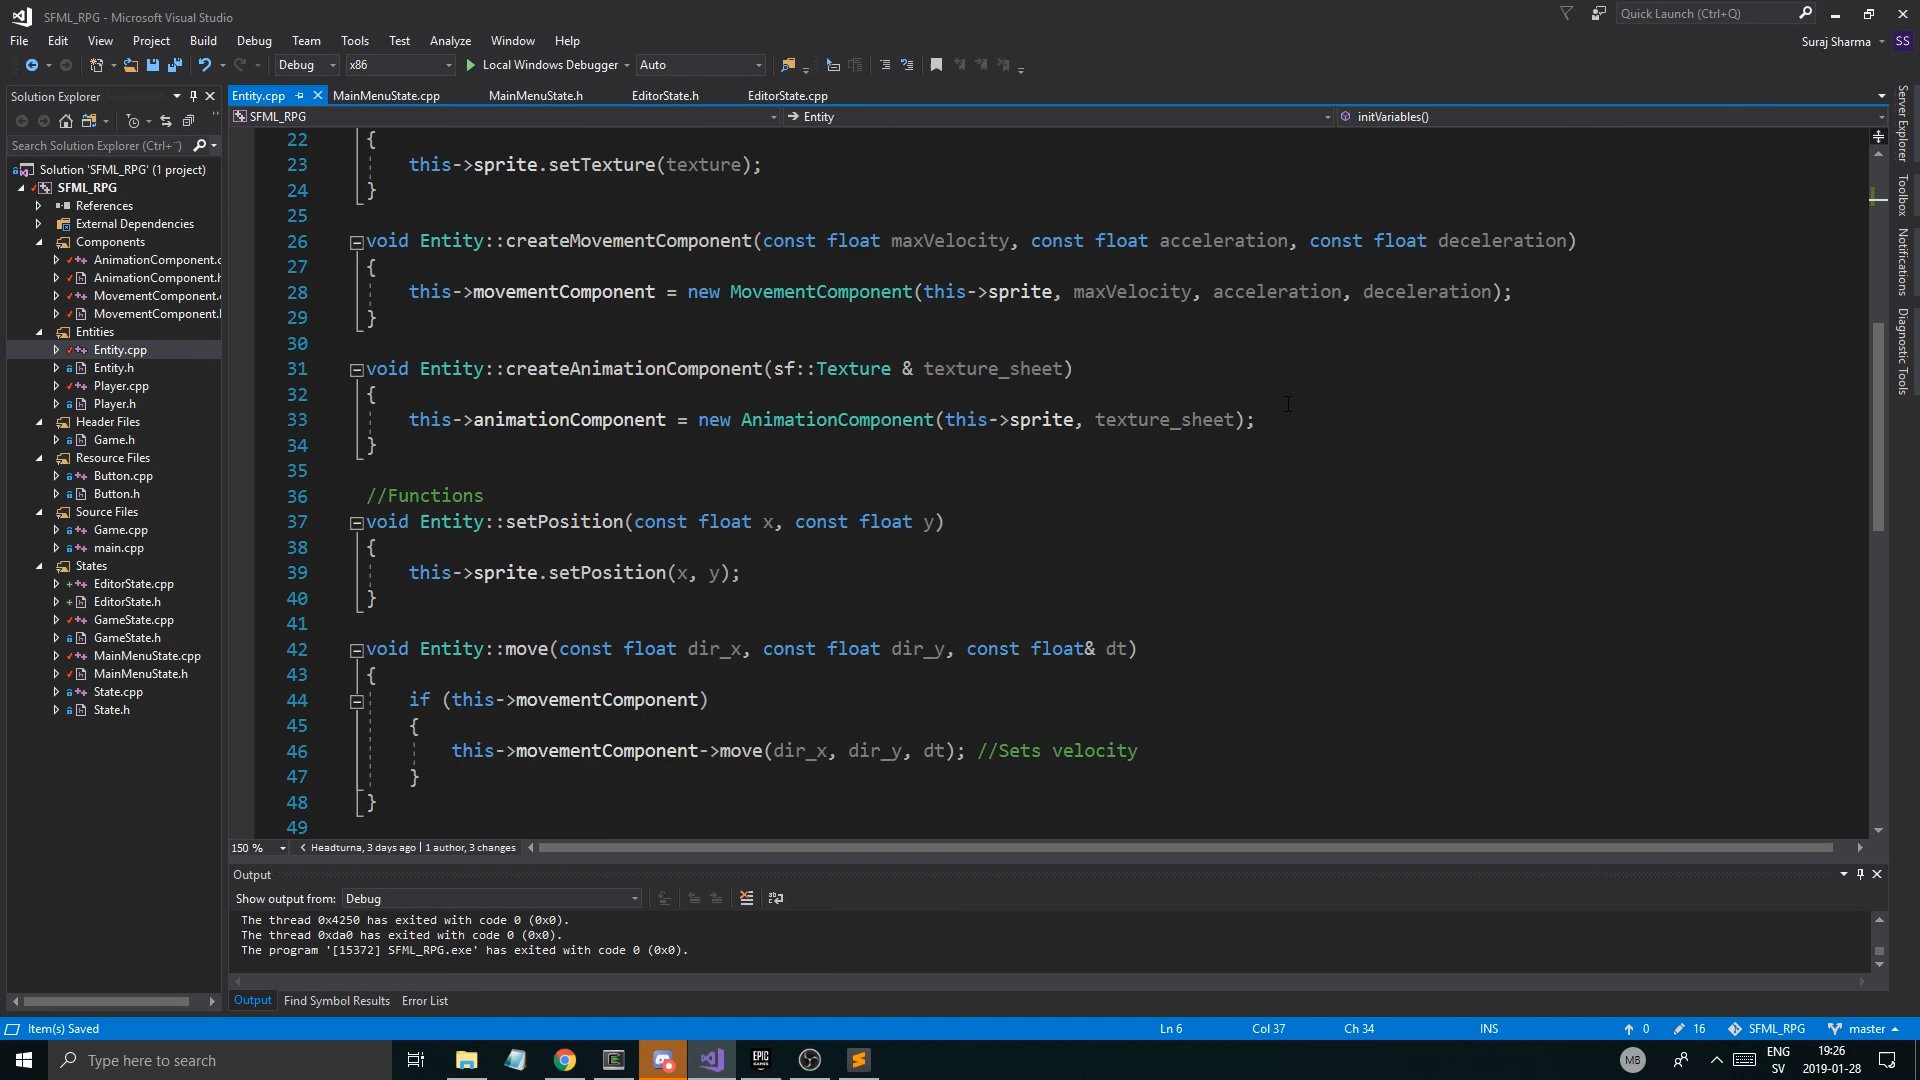 SFML_RPG - Microsoft Visual Studio
Quick Launch (Ctrl+Q)
File Edit View Project Build Debug Team Tools Test Analyze Window Help
Suraj Sharma SS
Debug x86 Local Windows Debugger Auto
Solution Explorer
Entity.cpp MainMenuState.cpp MainMenuState.h EditorState.h EditorState.cpp
SFML_RPG Entity initVariables()
Search Solution Explorer (Ctrl+¨)
Solution 'SFML_RPG' (1 project)
SFML_RPG
References
External Dependencies
Components
AnimationComponent.c
AnimationComponent.h
MovementComponent.
MovementComponent.
Entities
Entity.cpp
Entity.h
Player.cpp
Player.h
Header Files
Game.h
Resource Files
Button.cpp
Button.h
Source Files
Game.cpp
main.cpp
States
EditorState.cpp
EditorState.h
GameState.cpp
GameState.h
MainMenuState.cpp
MainMenuState.h
State.cpp
State.h
22 {
23 this->sprite.setTexture(texture);
24 }
25
26 void Entity::createMovementComponent(const float maxVelocity, const float acceleration, const float deceleration)
27 {
28 this->movementComponent = new MovementComponent(this->sprite, maxVelocity, acceleration, deceleration);
29 }
30
31 void Entity::createAnimationComponent(sf::Texture & texture_sheet)
32 {
33 this->animationComponent = new AnimationComponent(this->sprite, texture_sheet);
34 }
35
36 //Functions
37 void Entity::setPosition(const float x, const float y)
38 {
39 this->sprite.setPosition(x, y);
40 }
41
42 void Entity::move(const float dir_x, const float dir_y, const float& dt)
43 {
44 if (this->movementComponent)
45 {
46 this->movementComponent->move(dir_x, dir_y, dt); //Sets velocity
47 }
48 }
49
150 % Headturna, 3 days ago | 1 author, 3 changes
Server Explorer
Toolbox
Notifications
Diagnostic Tools
Output
Show output from: Debug
The thread 0x4250 has exited with code 0 (0x0).
The thread 0xda0 has exited with code 0 (0x0).
The program '[15372] SFML_RPG.exe' has exited with code 0 (0x0).
Output Find Symbol Results Error List
Item(s) Saved Ln 6 Col 37 Ch 34 INS 0 16 SFML_RPG master
Type here to search
EPIC GAMES
MB
ENG
SV
19:26
2019-01-28